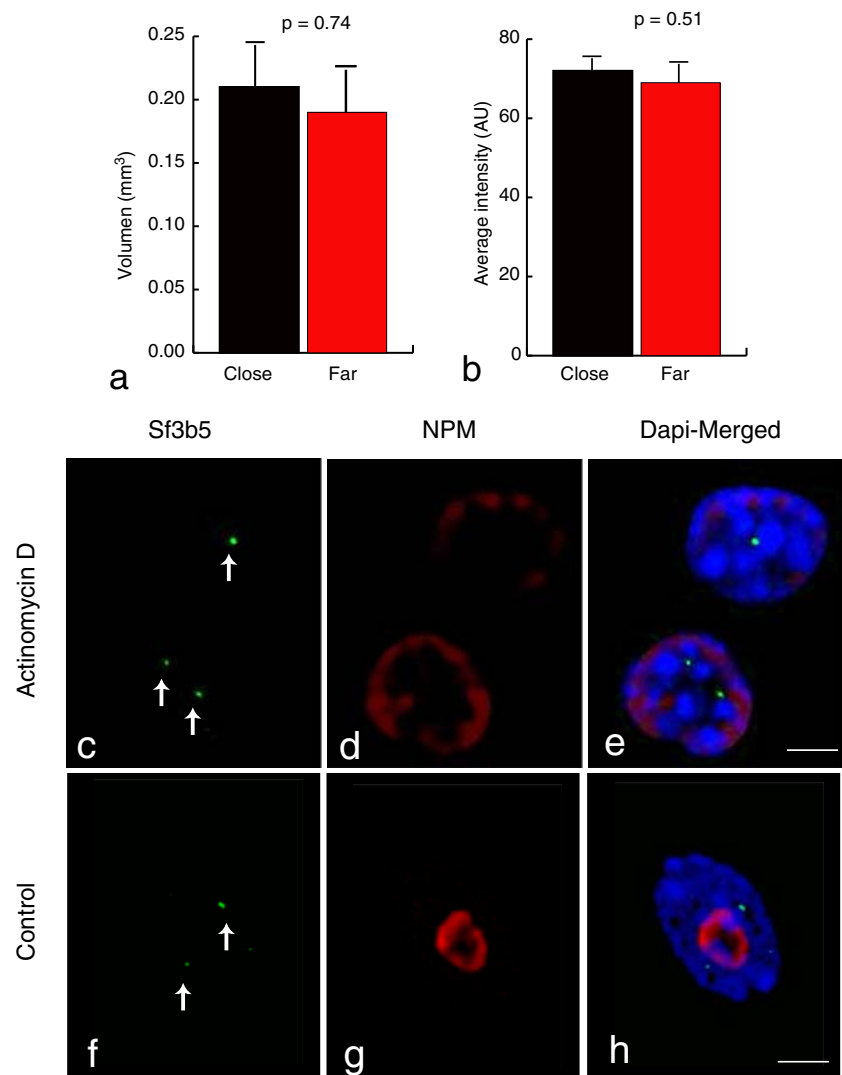 p = 0.74
0.25
0.20
0.15
0.10
0.05
0.00
Volumen (mm³)
Close Far
a
p = 0.51
80
60
40
20
0
Average intensity (AU)
Close Far
b
Sf3b5 NPM Dapi-Merged
Actinomycin D
c d e
Control
f g h